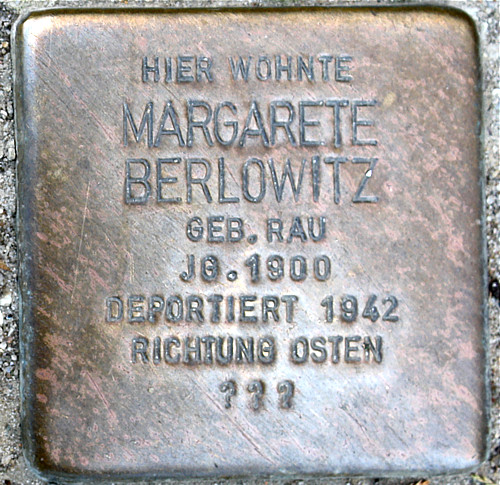 HIER WOHNTE
MARGARETE
BERLOWITZ
GEB. RAU
JG. 1900
DEPORTIERT 1942
RICHTUNG OSTEN
???